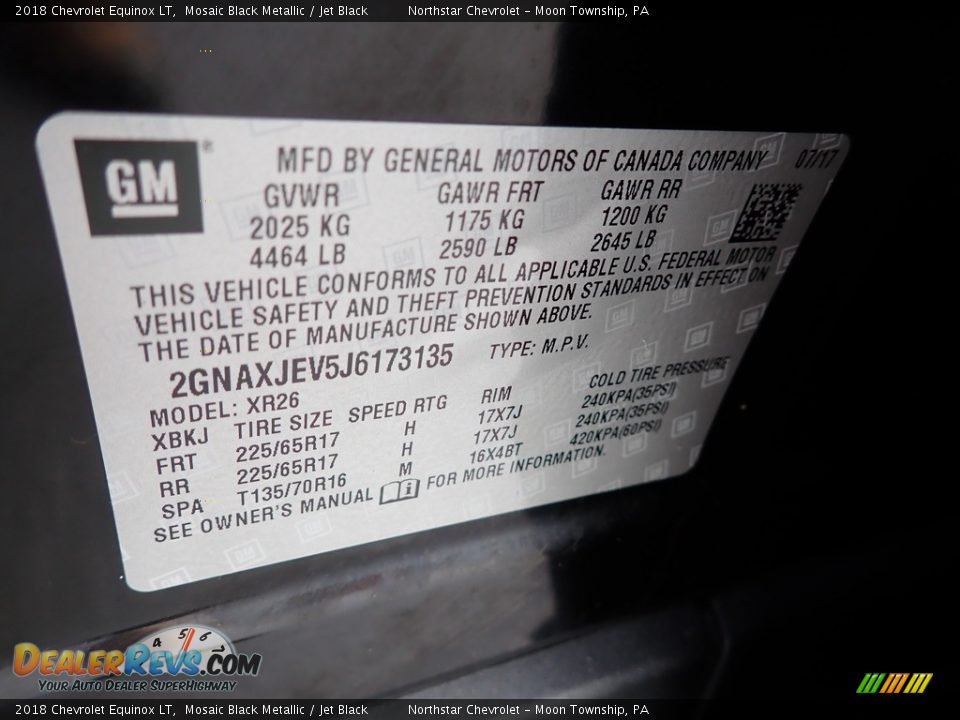 2018 Chevrolet Equinox LT, Mosaic Black Metallic / Jet Black Northstar Chevrolet - Moon Township, PA
GM ®
MFD BY GENERAL MOTORS OF CANADA COMPANY 07/17
GVWR GAWR FRT GAWR RR
2025 KG 1175 KG 1200 KG
4464 LB 2590 LB 2645 LB
THIS VEHICLE CONFORMS TO ALL APPLICABLE U.S. FEDERAL MOTOR
VEHICLE SAFETY AND THEFT PREVENTION STANDARDS IN EFFECT ON
THE DATE OF MANUFACTURE SHOWN ABOVE.
2GNAXJEV5J6173135 TYPE: M.P.V.
MODEL: XR26
XBKJ TIRE SIZE SPEED RTG RIM COLD TIRE PRESSURE
FRT 225/65R17 H 17X7J 240KPA(35PSI)
RR 225/65R17 H 17X7J 240KPA(35PSI)
SPA T135/70R16 M 16X4BT 420KPA(60PSI)
SEE OWNER'S MANUAL FOR MORE INFORMATION.
4 5 6 7
DealerRevs.com
Your Auto Dealer SuperHighway
2018 Chevrolet Equinox LT, Mosaic Black Metallic / Jet Black Northstar Chevrolet - Moon Township, PA